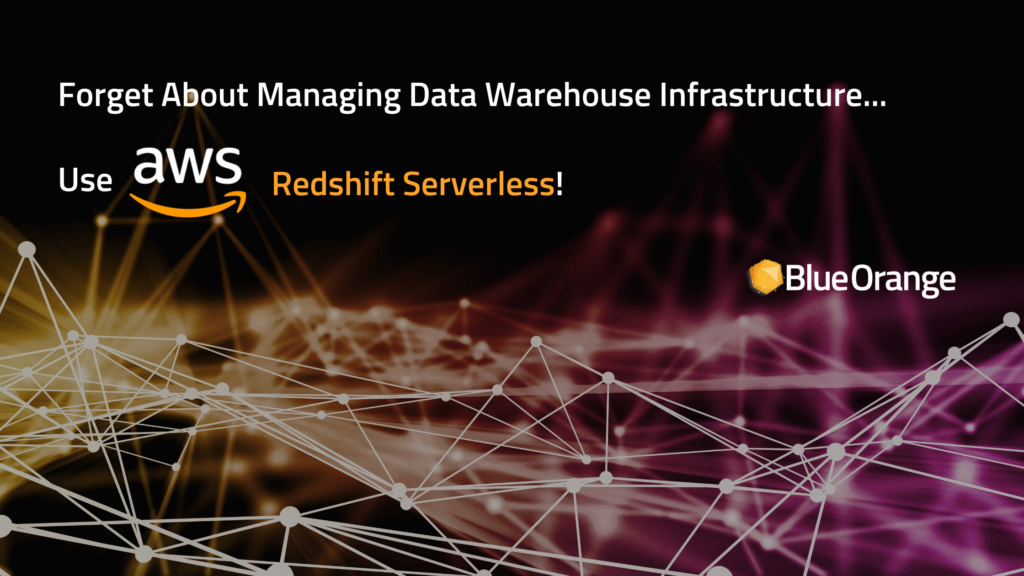 Forget About Managing Data Warehouse Infrastructure...
Use aws Redshift Serverless!
BlueOrange